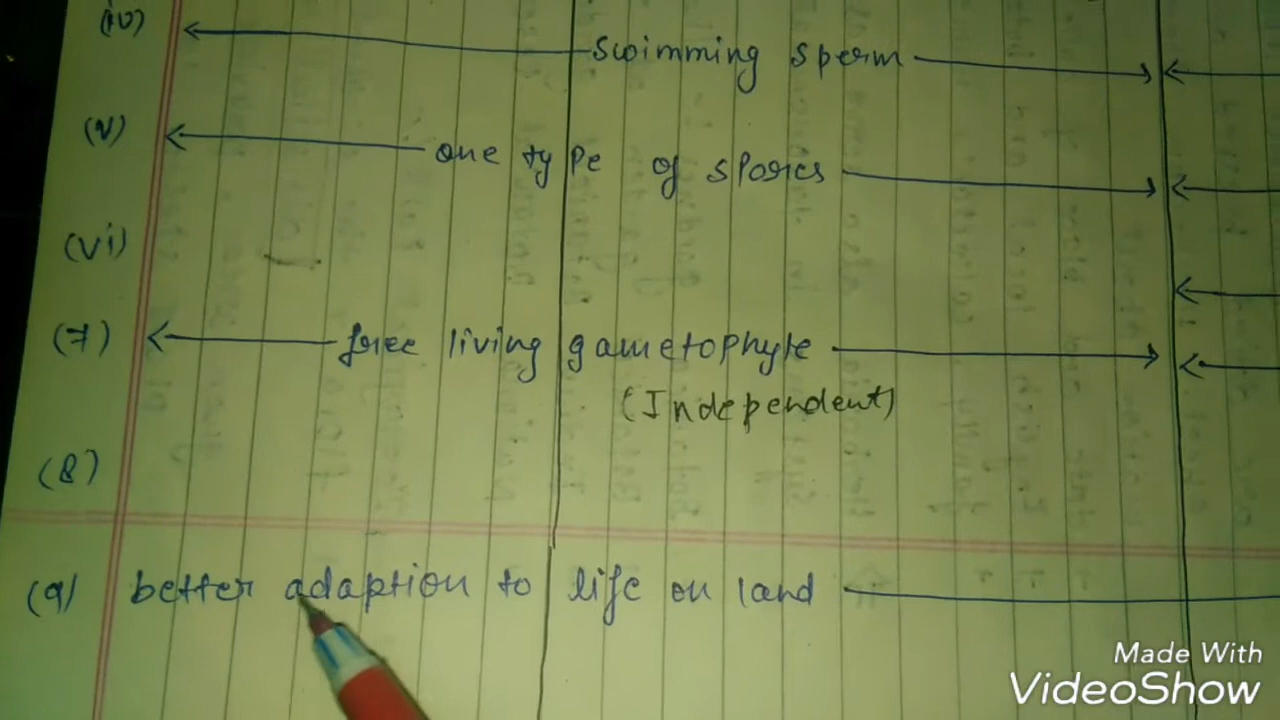 (iv) swimming sperm
(v) one type of spores
(vi)
(7) free living gametophyte
(Independent)
(8)
(9) better adaption to life on land
Made With
VideoShow